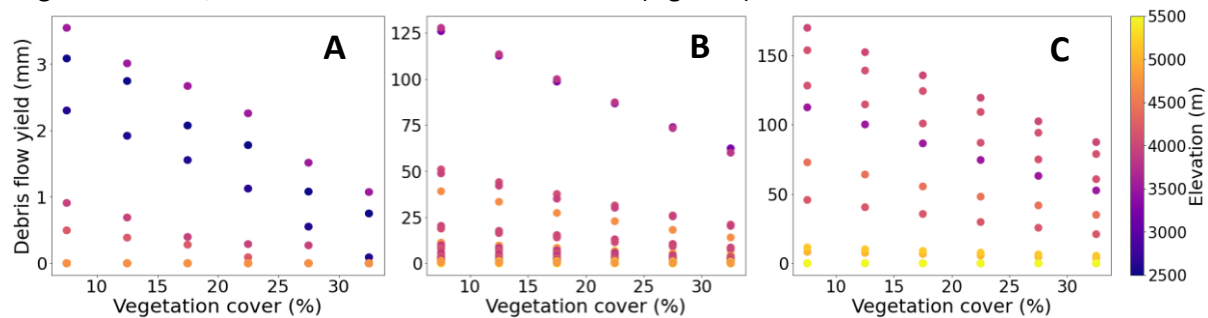 A
B
C
Debris flow yield (mm)
3
2
1
0
10 15 20 25 30
Vegetation cover (%)
125
100
75
50
25
0
10 15 20 25 30
Vegetation cover (%)
150
100
50
0
10 15 20 25 30
Vegetation cover (%)
5500
5000
4500
4000
3500
3000
2500
Elevation (m)